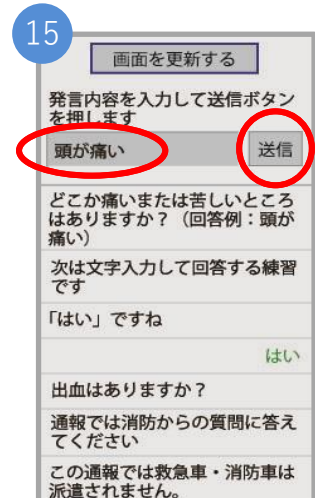 15
画面を更新する
発言内容を入力して送信ボタン
を押します
頭が痛い
送信
どこか痛いまたは苦しいところ
はありますか？（回答例：頭が
痛い）
次は文字入力して回答する練習
です
「はい」ですね
はい
出血はありますか？
通報では消防からの質問に答え
てください
この通報では救急車・消防車は
派遣されません。